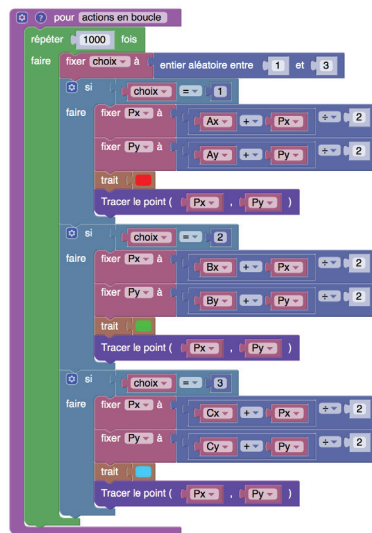 ? pour actions en boucle
répéter 1000 fois
faire fixer choix à entier aléatoire entre 1 et 3
si choix = 1
faire fixer Px à Ax + Px ÷ 2
fixer Py à Ay + Py ÷ 2
trait
Tracer le point ( Px , Py )
si choix = 2
faire fixer Px à Bx + Px ÷ 2
fixer Py à By + Py ÷ 2
trait
Tracer le point ( Px , Py )
si choix = 3
faire fixer Px à Cx + Px ÷ 2
fixer Py à Cy + Py ÷ 2
trait
Tracer le point ( Px , Py )